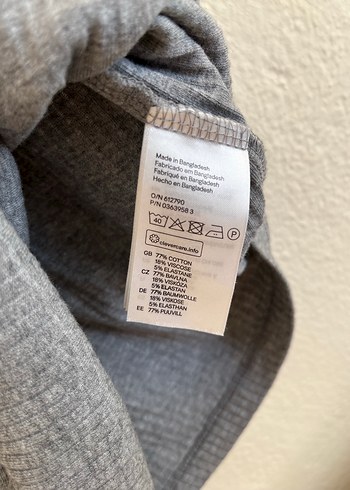 Made in Bangladesh
Fabricado em Bangladesh
Fabriqué en Bangladesh
Hecho en Bangladesh
O/N 612790
P/N 0363958 3
40 P
clevercare.info
GB 77% COTTON
18% VISCOSE
5% ELASTANE
CZ 77% BAVLNA
18% VISKÓZA
5% ELASTAN
DE 77% BAUMWOLLE
18% VISKOSE
5% ELASTHAN
EE 77% PUUVILL